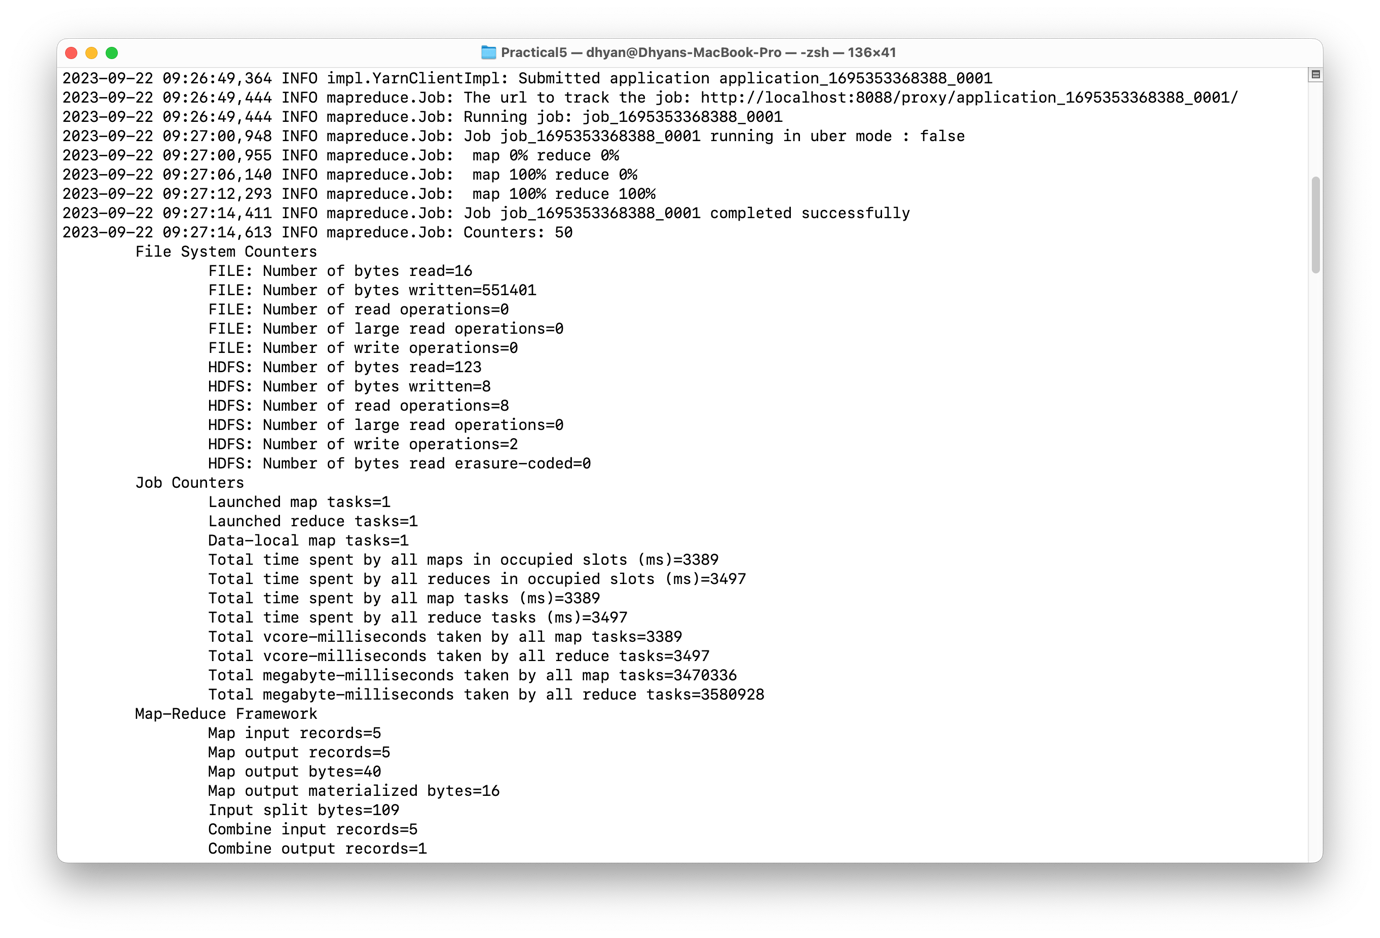 Practical5 — dhyan@Dhyans-MacBook-Pro — -zsh — 136×41
2023-09-22 09:26:49,364 INFO impl.YarnClientImpl: Submitted application application_1695353368388_0001
2023-09-22 09:26:49,444 INFO mapreduce.Job: The url to track the job: http://localhost:8088/proxy/application_1695353368388_0001/
2023-09-22 09:26:49,444 INFO mapreduce.Job: Running job: job_1695353368388_0001
2023-09-22 09:27:00,948 INFO mapreduce.Job: Job job_1695353368388_0001 running in uber mode : false
2023-09-22 09:27:00,955 INFO mapreduce.Job:  map 0% reduce 0%
2023-09-22 09:27:06,140 INFO mapreduce.Job:  map 100% reduce 0%
2023-09-22 09:27:12,293 INFO mapreduce.Job:  map 100% reduce 100%
2023-09-22 09:27:14,411 INFO mapreduce.Job: Job job_1695353368388_0001 completed successfully
2023-09-22 09:27:14,613 INFO mapreduce.Job: Counters: 50
File System Counters
FILE: Number of bytes read=16
FILE: Number of bytes written=551401
FILE: Number of read operations=0
FILE: Number of large read operations=0
FILE: Number of write operations=0
HDFS: Number of bytes read=123
HDFS: Number of bytes written=8
HDFS: Number of read operations=8
HDFS: Number of large read operations=0
HDFS: Number of write operations=2
HDFS: Number of bytes read erasure-coded=0
Job Counters
Launched map tasks=1
Launched reduce tasks=1
Data-local map tasks=1
Total time spent by all maps in occupied slots (ms)=3389
Total time spent by all reduces in occupied slots (ms)=3497
Total time spent by all map tasks (ms)=3389
Total time spent by all reduce tasks (ms)=3497
Total vcore-milliseconds taken by all map tasks=3389
Total vcore-milliseconds taken by all reduce tasks=3497
Total megabyte-milliseconds taken by all map tasks=3470336
Total megabyte-milliseconds taken by all reduce tasks=3580928
Map-Reduce Framework
Map input records=5
Map output records=5
Map output bytes=40
Map output materialized bytes=16
Input split bytes=109
Combine input records=5
Combine output records=1